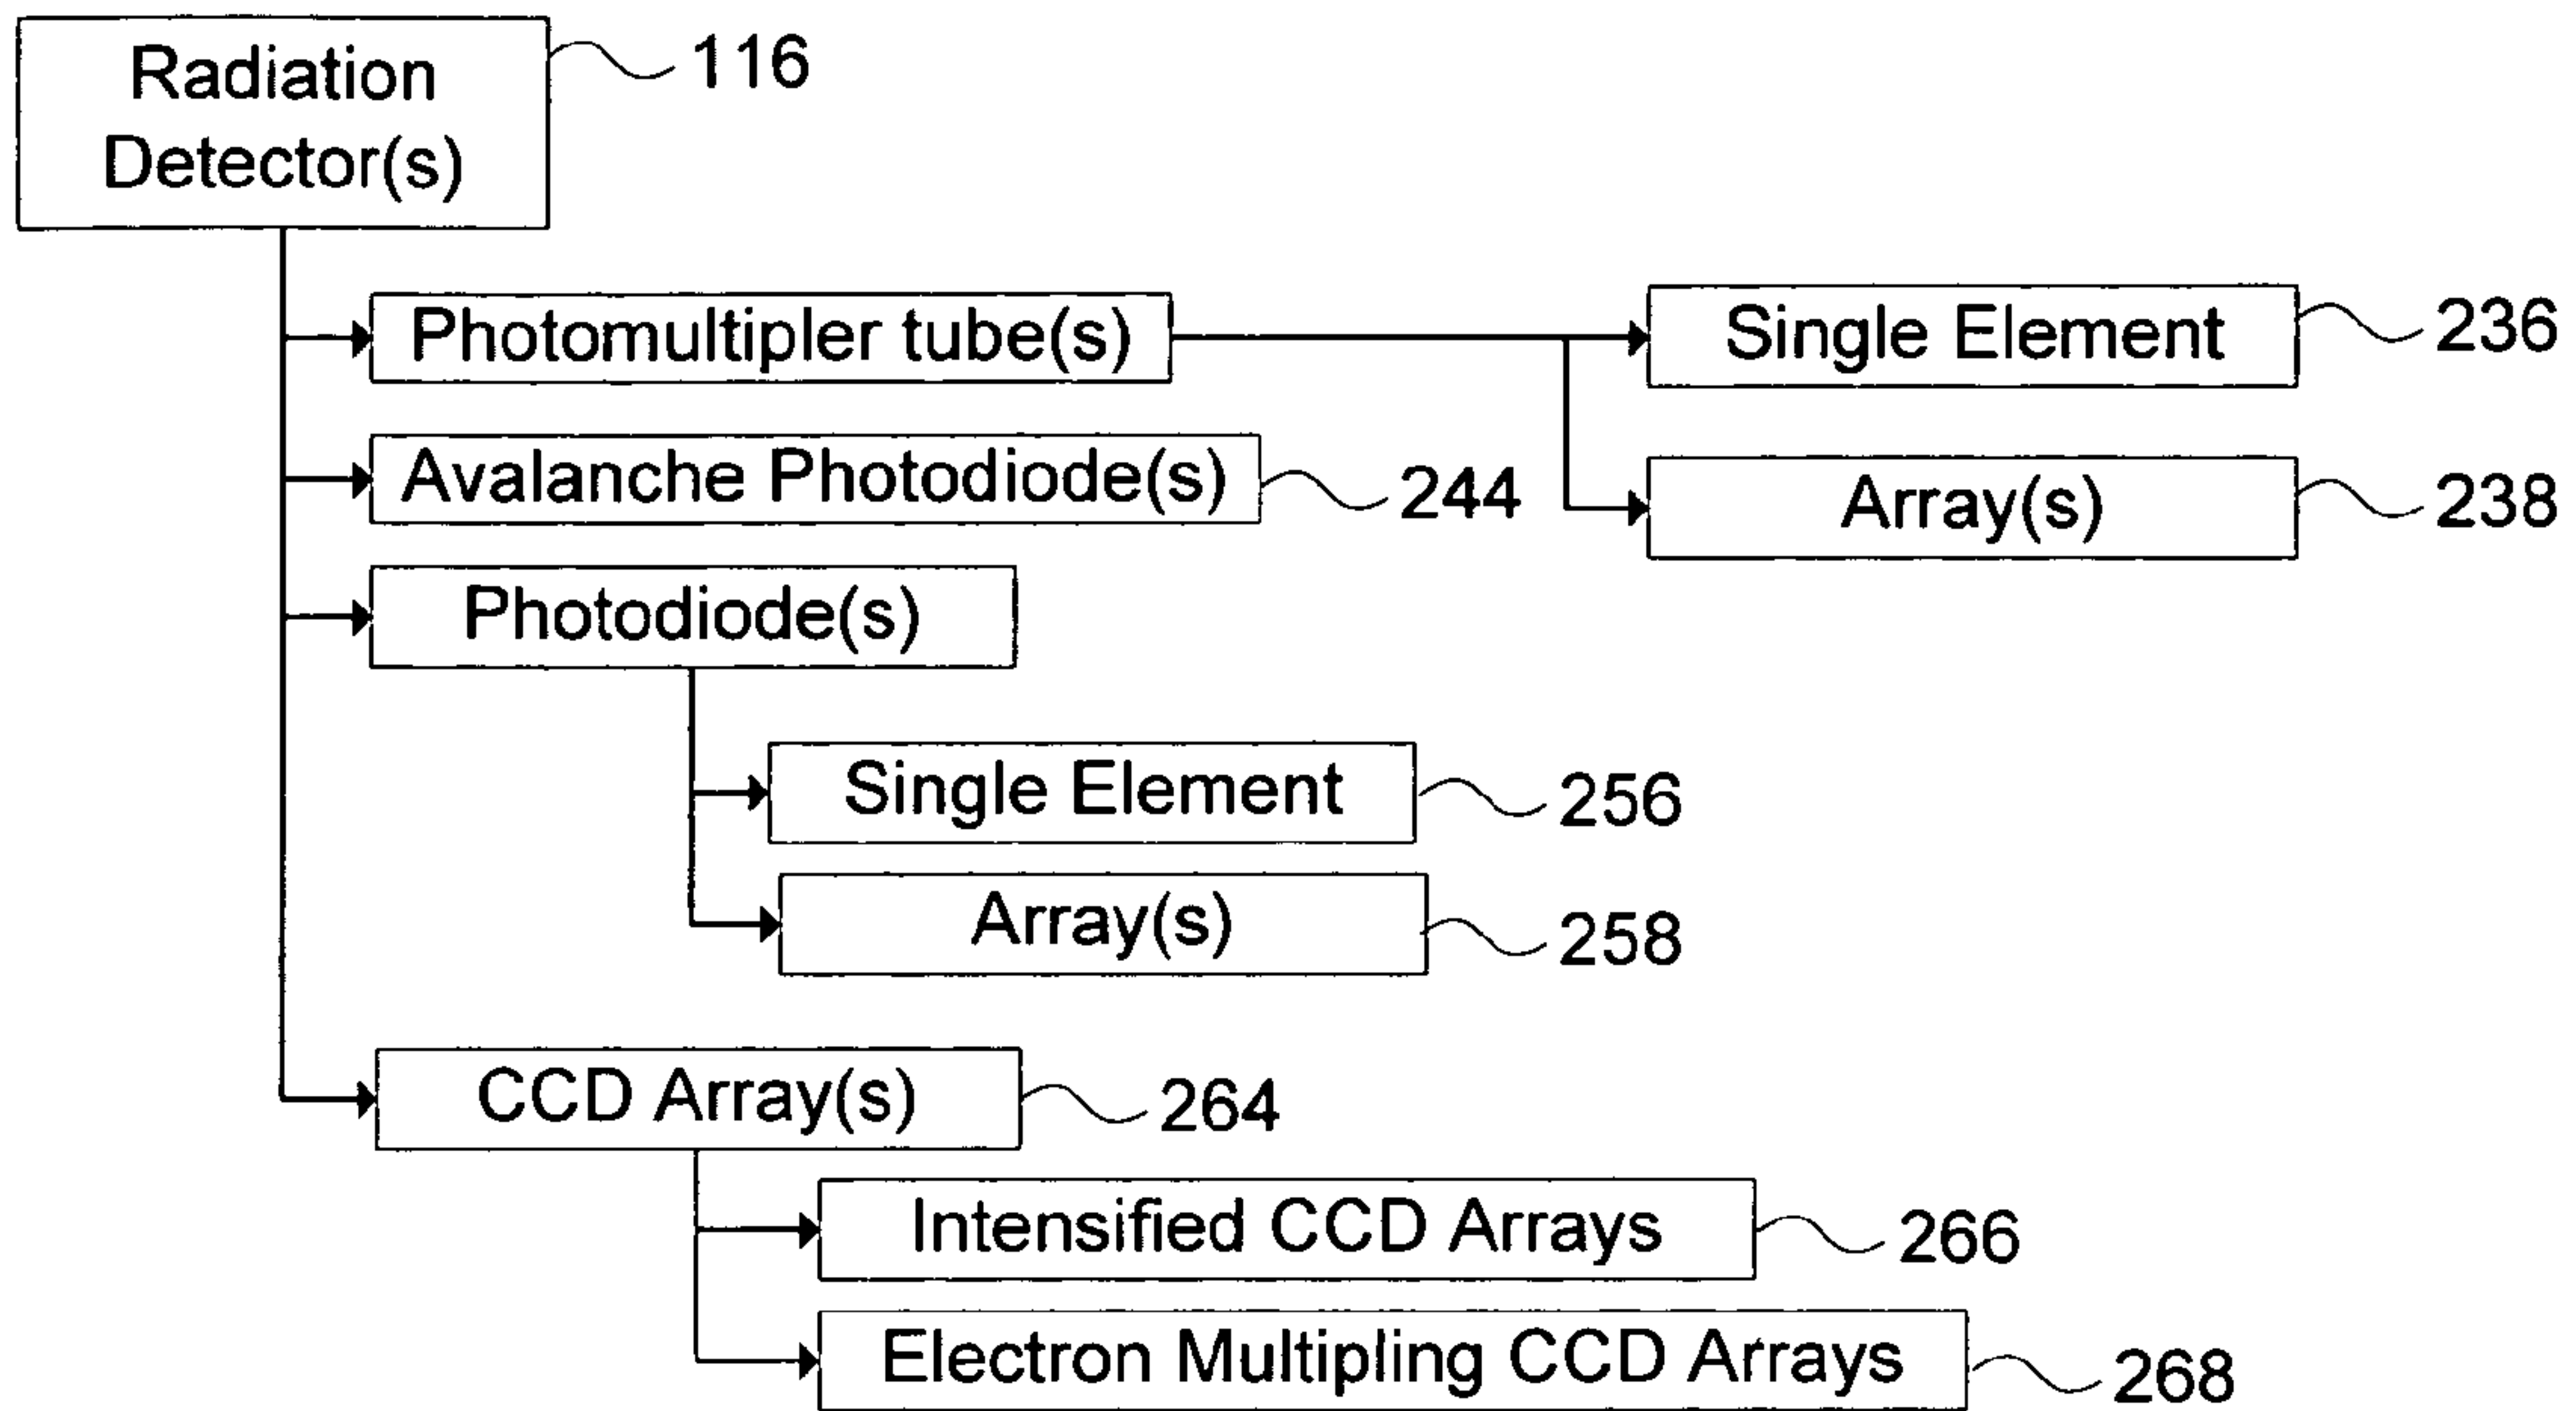 Radiation
Detector(s)
116
Photomultipler tube(s)
Single Element
236
Avalanche Photodiode(s)
244
Array(s)
238
Photodiode(s)
Single Element
256
Array(s)
258
CCD Array(s)
264
Intensified CCD Arrays
266
Electron Multipling CCD Arrays
268